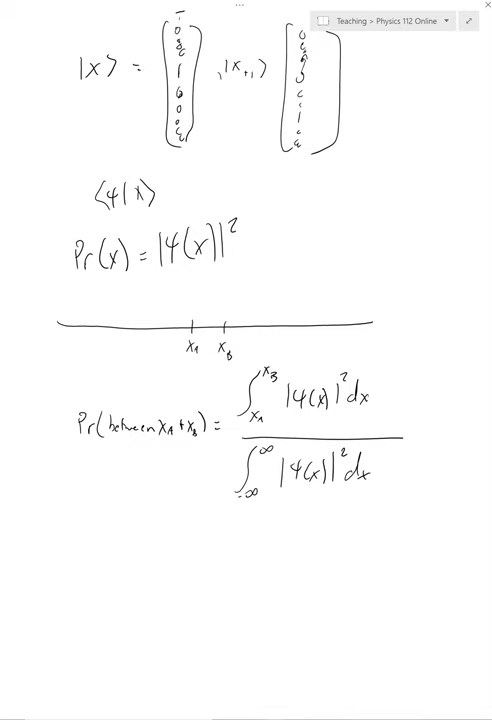 Teaching > Physics 112 Online
|x⟩ = , |x+1⟩
⟨ψ|x⟩
Pr(x) = |ψ(x)|²
x_A x_B
Pr(between x_A + x_B) = ∫_{x_A}^{x_B} |ψ(x)|² dx
∫_{-∞}^{∞} |ψ(x)|² dx